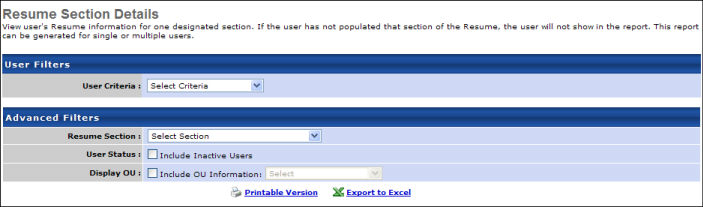 Resume Section Details
View user's Resume information for one designated section. If the user has not populated that section of the Resume, the user will not show in the report. This report
can be generated for single or multiple users.
User Filters
User Criteria : Select Criteria
Advanced Filters
Resume Section : Select Section
User Status : Include Inactive Users
Display OU : Include OU Information: Select
Printable Version Export to Excel